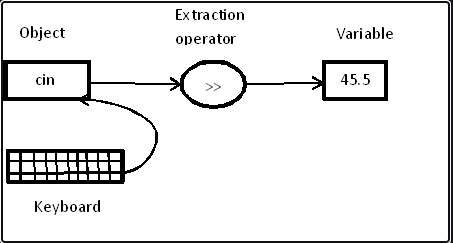 Object
Extraction
operator
Variable
cin
>>
45.5
Keyboard